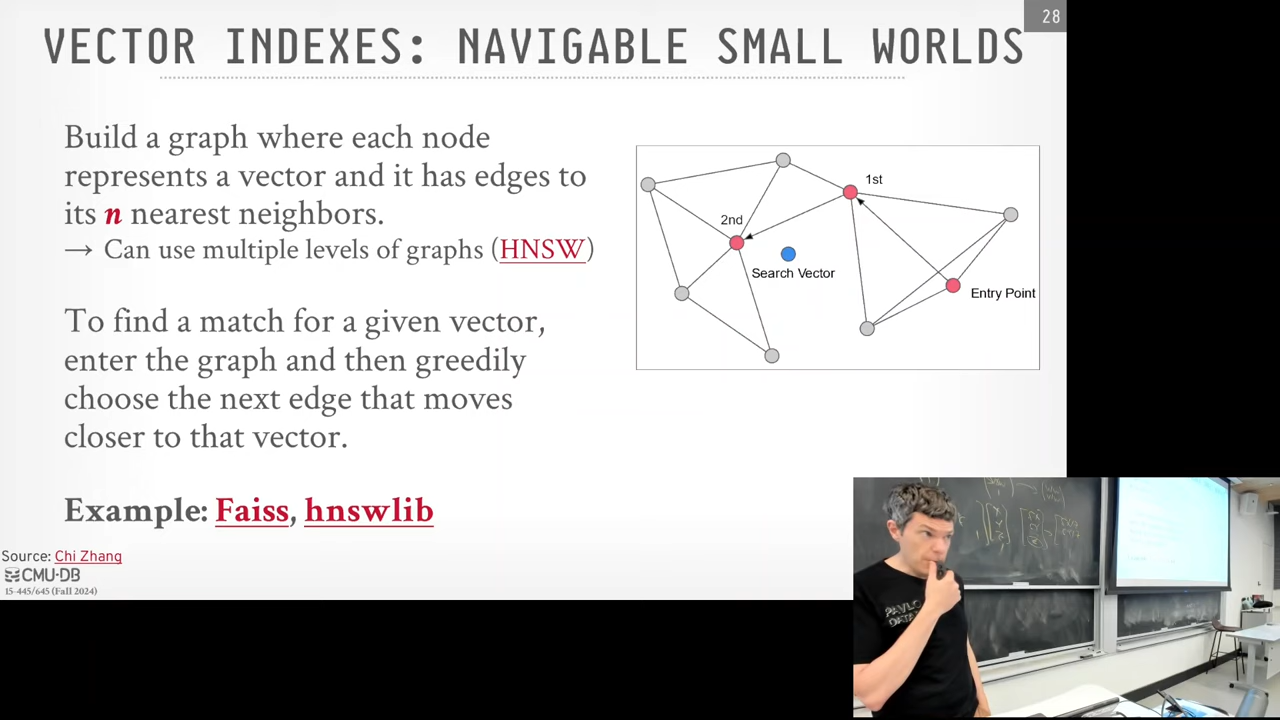 28
VECTOR INDEXES: NAVIGABLE SMALL WORLDS
Build a graph where each node
represents a vector and it has edges to
its n nearest neighbors.
→ Can use multiple levels of graphs (HNSW)
To find a match for a given vector,
enter the graph and then greedily
choose the next edge that moves
closer to that vector.
Example: Faiss, hnswlib
1st
2nd
Search Vector
Entry Point
Source: Chi Zhang
CMU·DB
15-445/645 (Fall 2024)
PAVLO